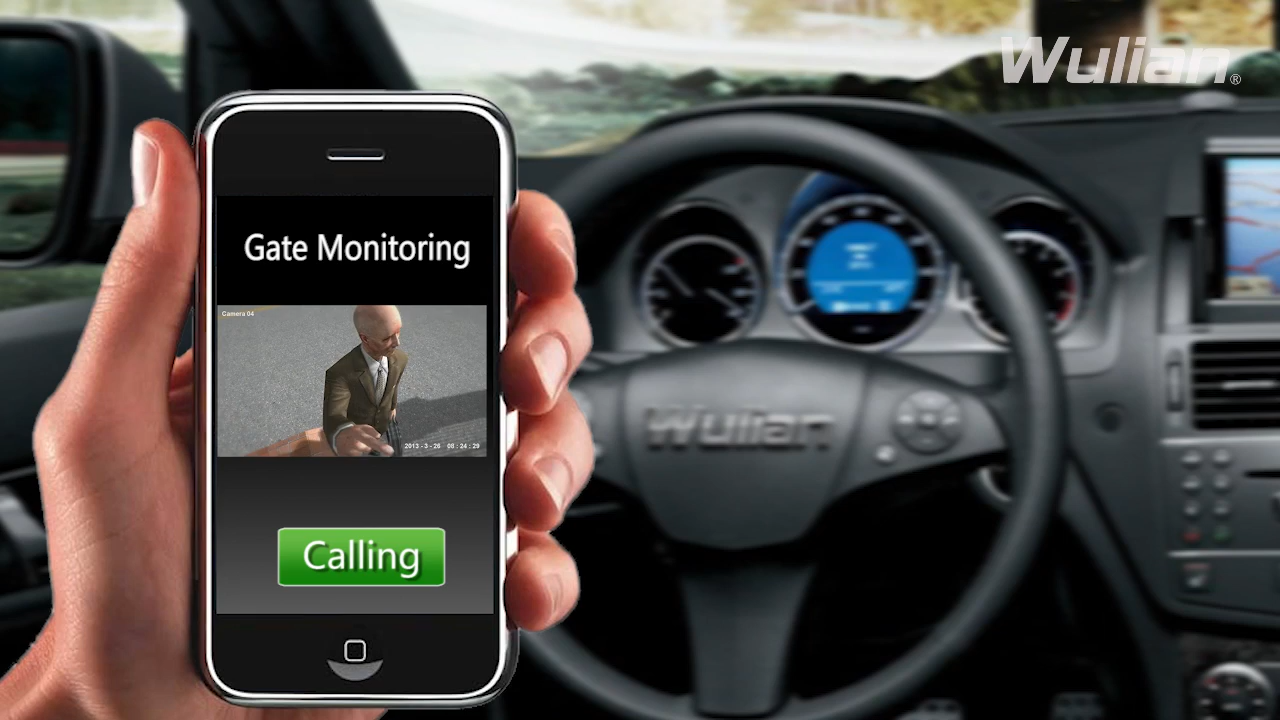 Wulian®
Gate Monitoring
Camera 04
2013 - 3 - 26 08 : 24 : 29
Calling
Wulian